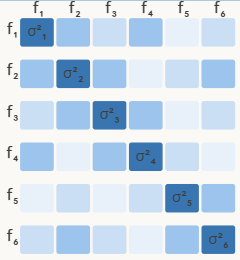 f₁ f₂ f₃ f₄ f₅ f₆
f₁ σ²₁
f₂ σ²₂
f₃ σ²₃
f₄ σ²₄
f₅ σ²₅
f₆ σ²₆